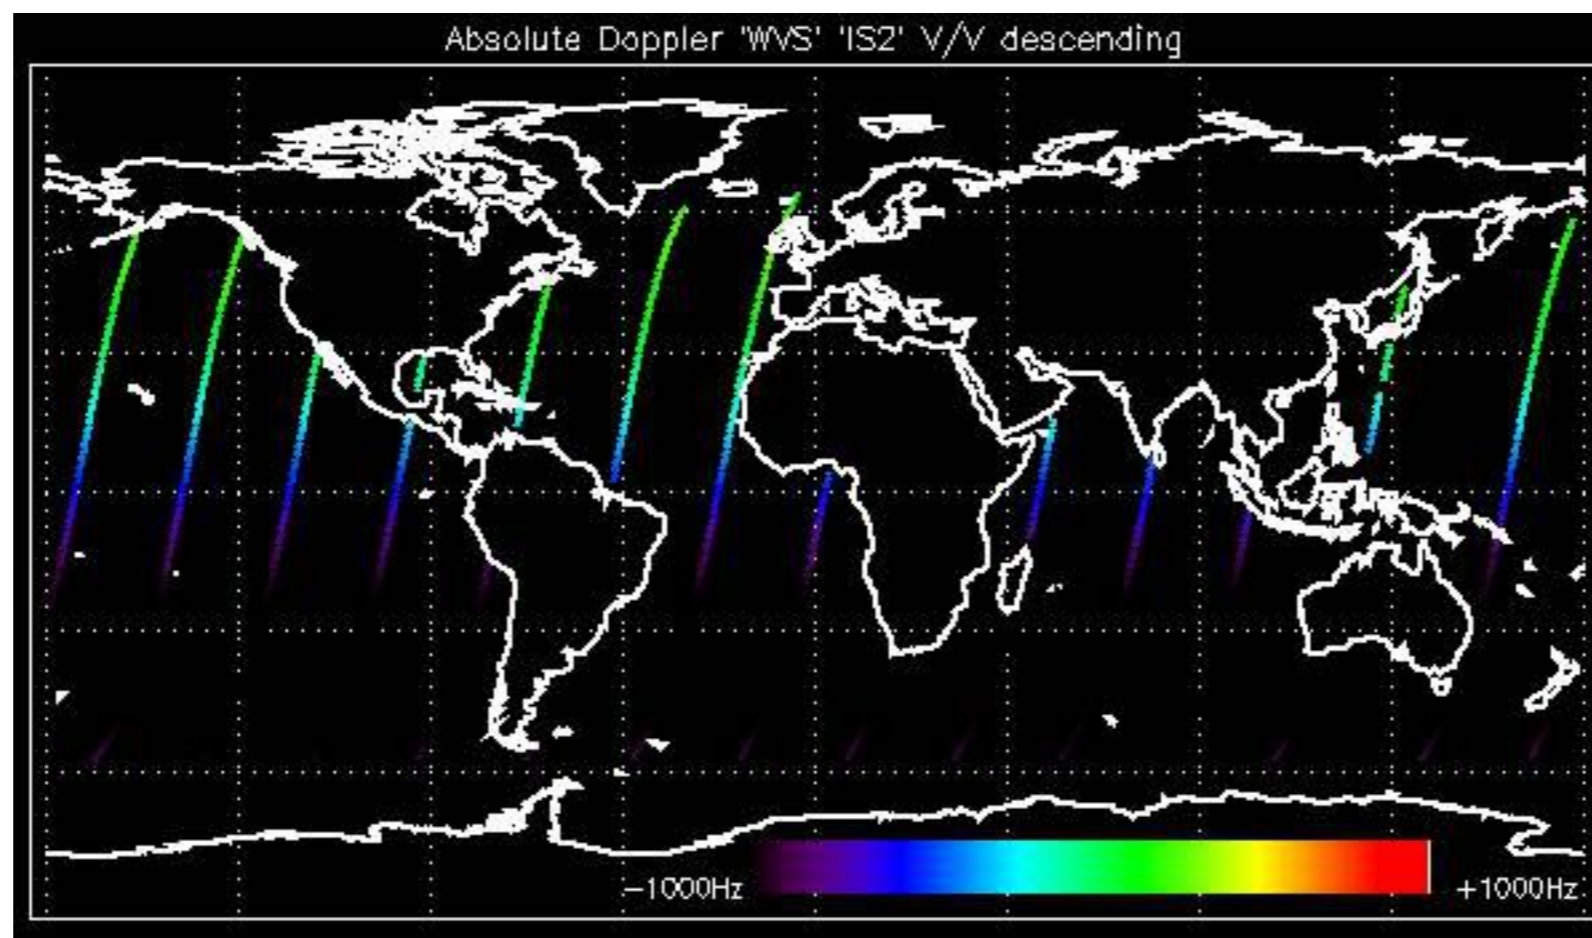 Absolute Doppler 'WVS' 'IS2' V/V descending
-1000Hz +1000Hz